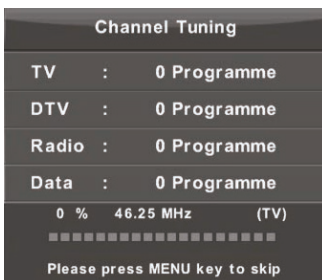 Channel Tuning
TV : 0 Programme
DTV : 0 Programme
Radio : 0 Programme
Data : 0 Programme
0 % 46.25 MHz (TV)
Please press MENU key to skip